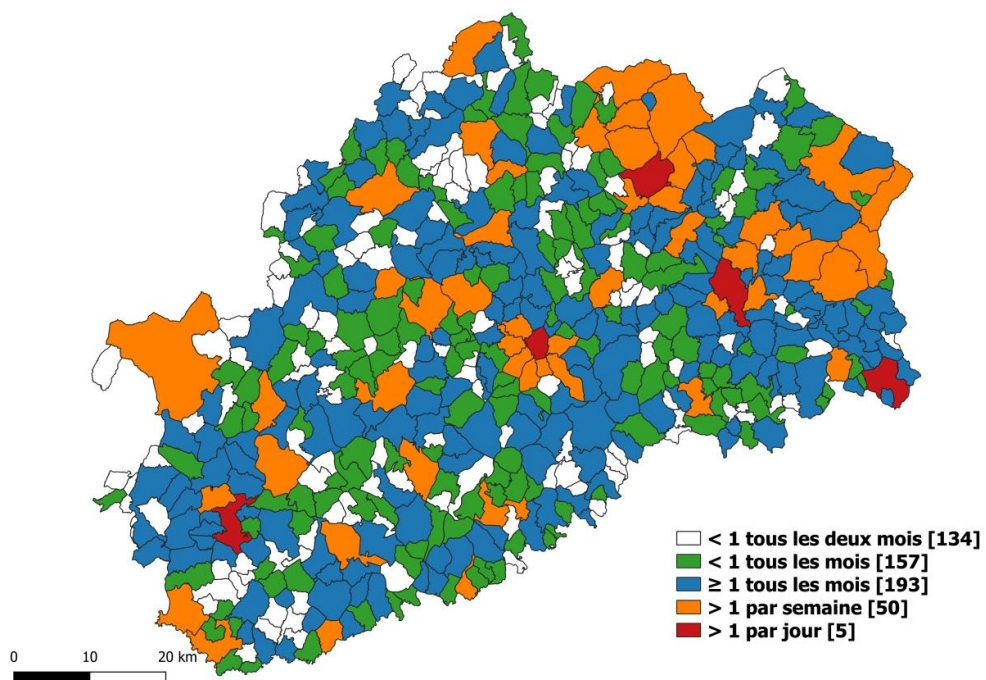 < 1 tous les deux mois [134]
< 1 tous les mois [157]
≥ 1 tous les mois [193]
> 1 par semaine [50]
> 1 par jour [5]
0 10 20 km